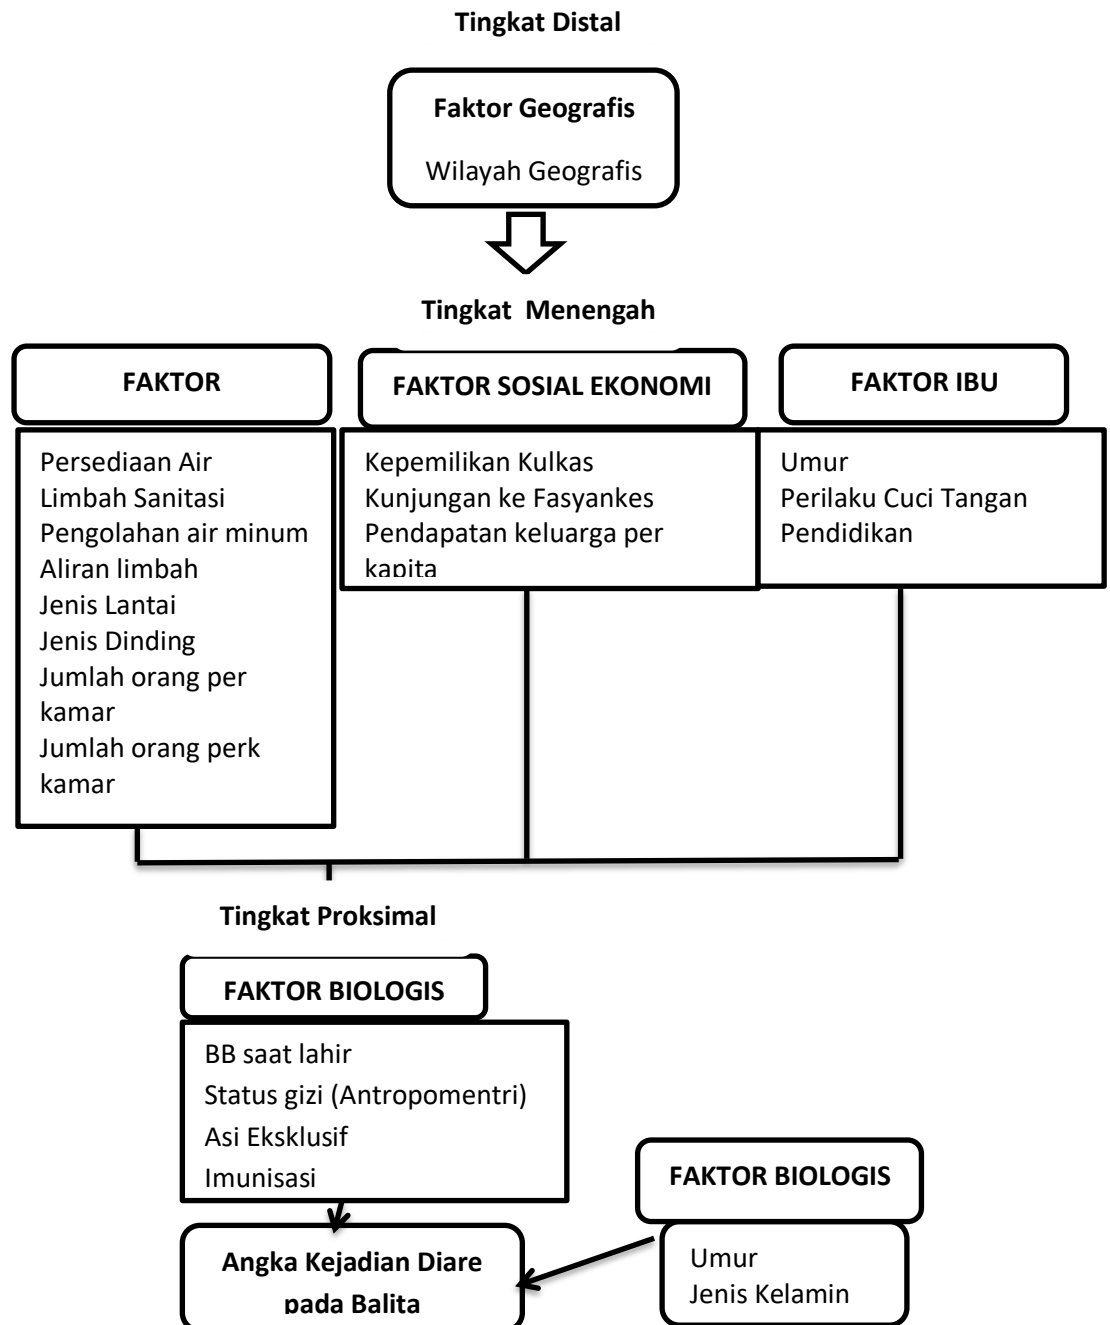 Tingkat Distal
Faktor Geografis
Wilayah Geografis
Tingkat Menengah
FAKTOR
Persediaan Air
Limbah Sanitasi
Pengolahan air minum
Aliran limbah
Jenis Lantai
Jenis Dinding
Jumlah orang per
kamar
Jumlah orang perk
kamar
FAKTOR SOSIAL EKONOMI
Kepemilikan Kulkas
Kunjungan ke Fasyankes
Pendapatan keluarga per
kapita
FAKTOR IBU
Umur
Perilaku Cuci Tangan
Pendidikan
Tingkat Proksimal
FAKTOR BIOLOGIS
BB saat lahir
Status gizi (Antropomentri)
Asi Eksklusif
Imunisasi
FAKTOR BIOLOGIS
Umur
Jenis Kelamin
Angka Kejadian Diare
pada Balita